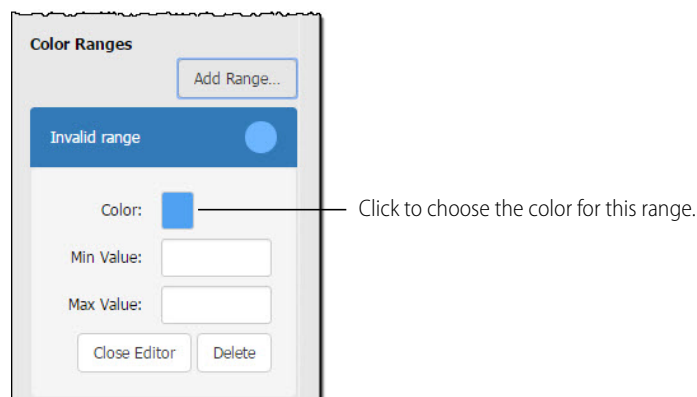 Color Ranges
Add Range...
Invalid range
Color:
Click to choose the color for this range.
Min Value:
Max Value:
Close Editor
Delete